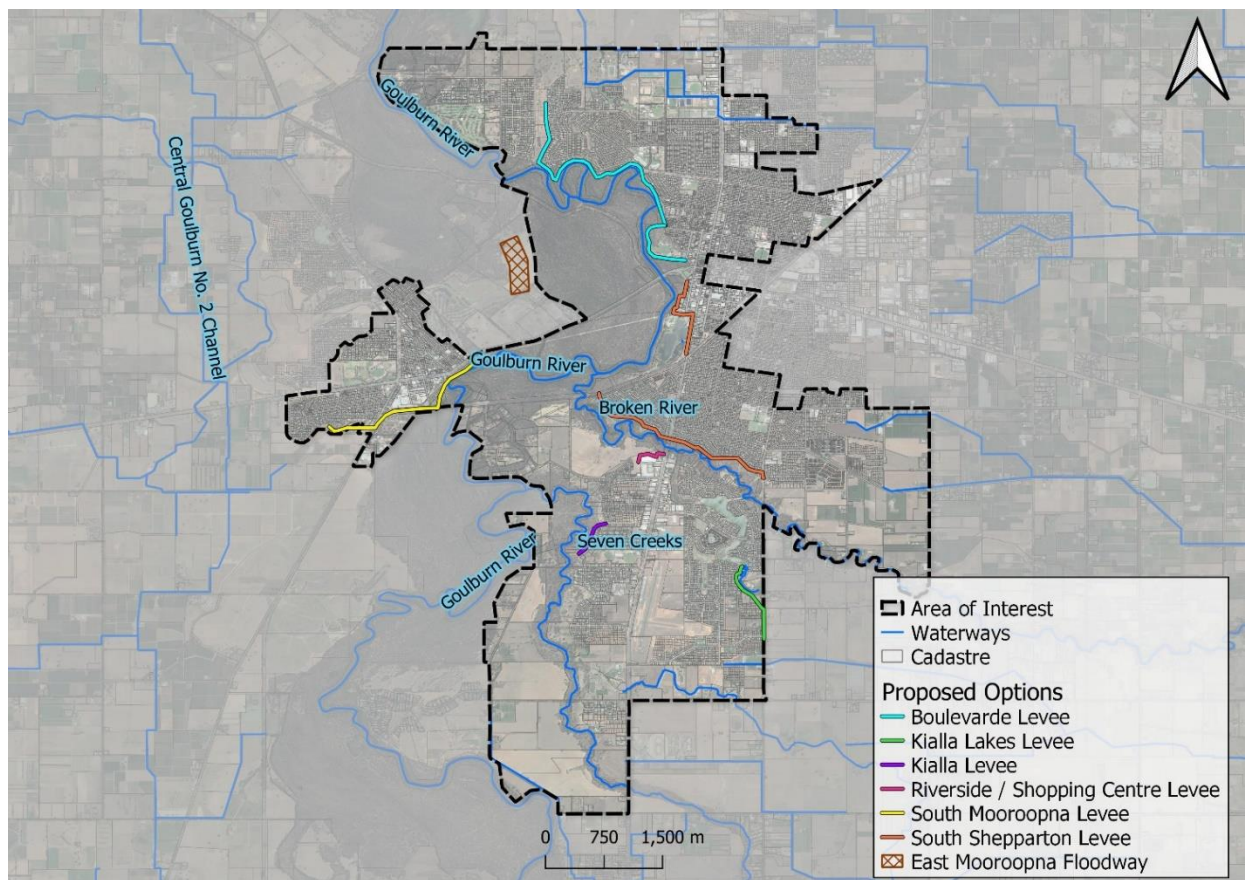 Goulburn River
Central Goulburn No. 2 Channel
Goulburn River
Broken River
Seven Creeks
Goulburn River
Area of Interest
Waterways
Cadastre
Proposed Options
Boulevarde Levee
Kialla Lakes Levee
Kialla Levee
Riverside / Shopping Centre Levee
South Mooroopna Levee
South Shepparton Levee
East Mooroopna Floodway
0 750 1,500 m